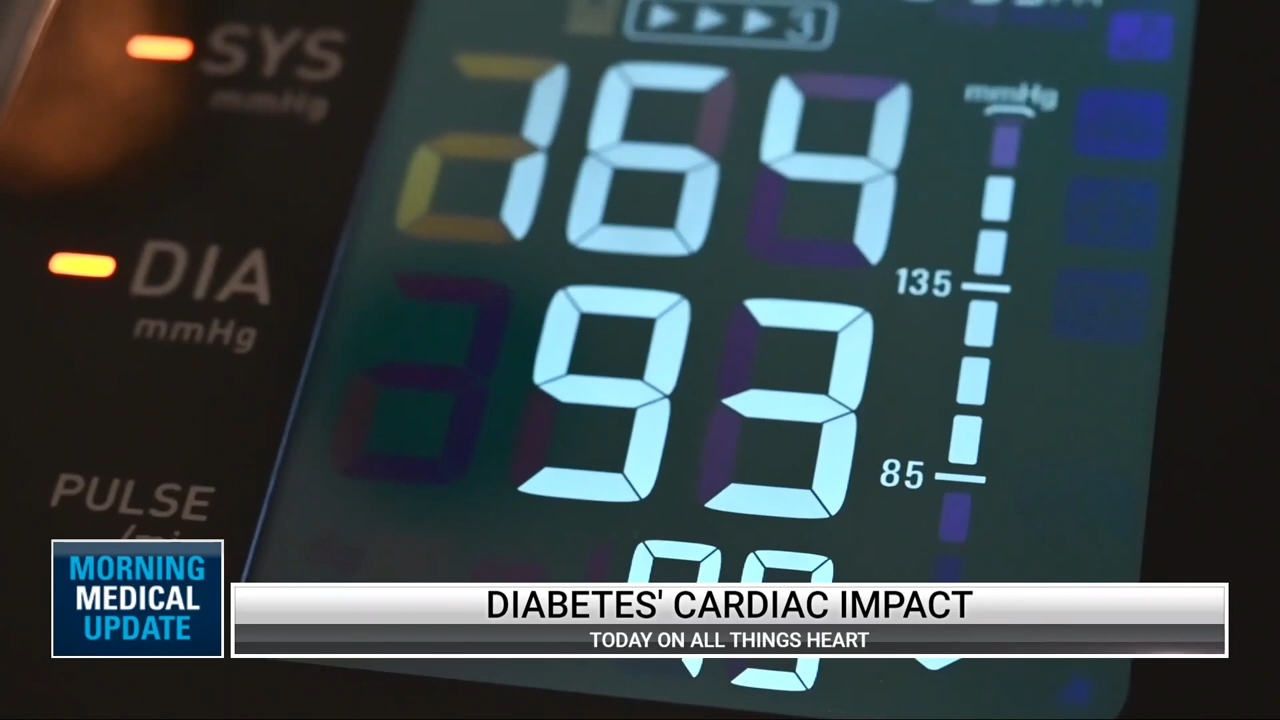 3
SYS
mmHg
164
mmHg
135
DIA
mmHg
93
85
PULSE
MORNING
MEDICAL
UPDATE
DIABETES' CARDIAC IMPACT
TODAY ON ALL THINGS HEART